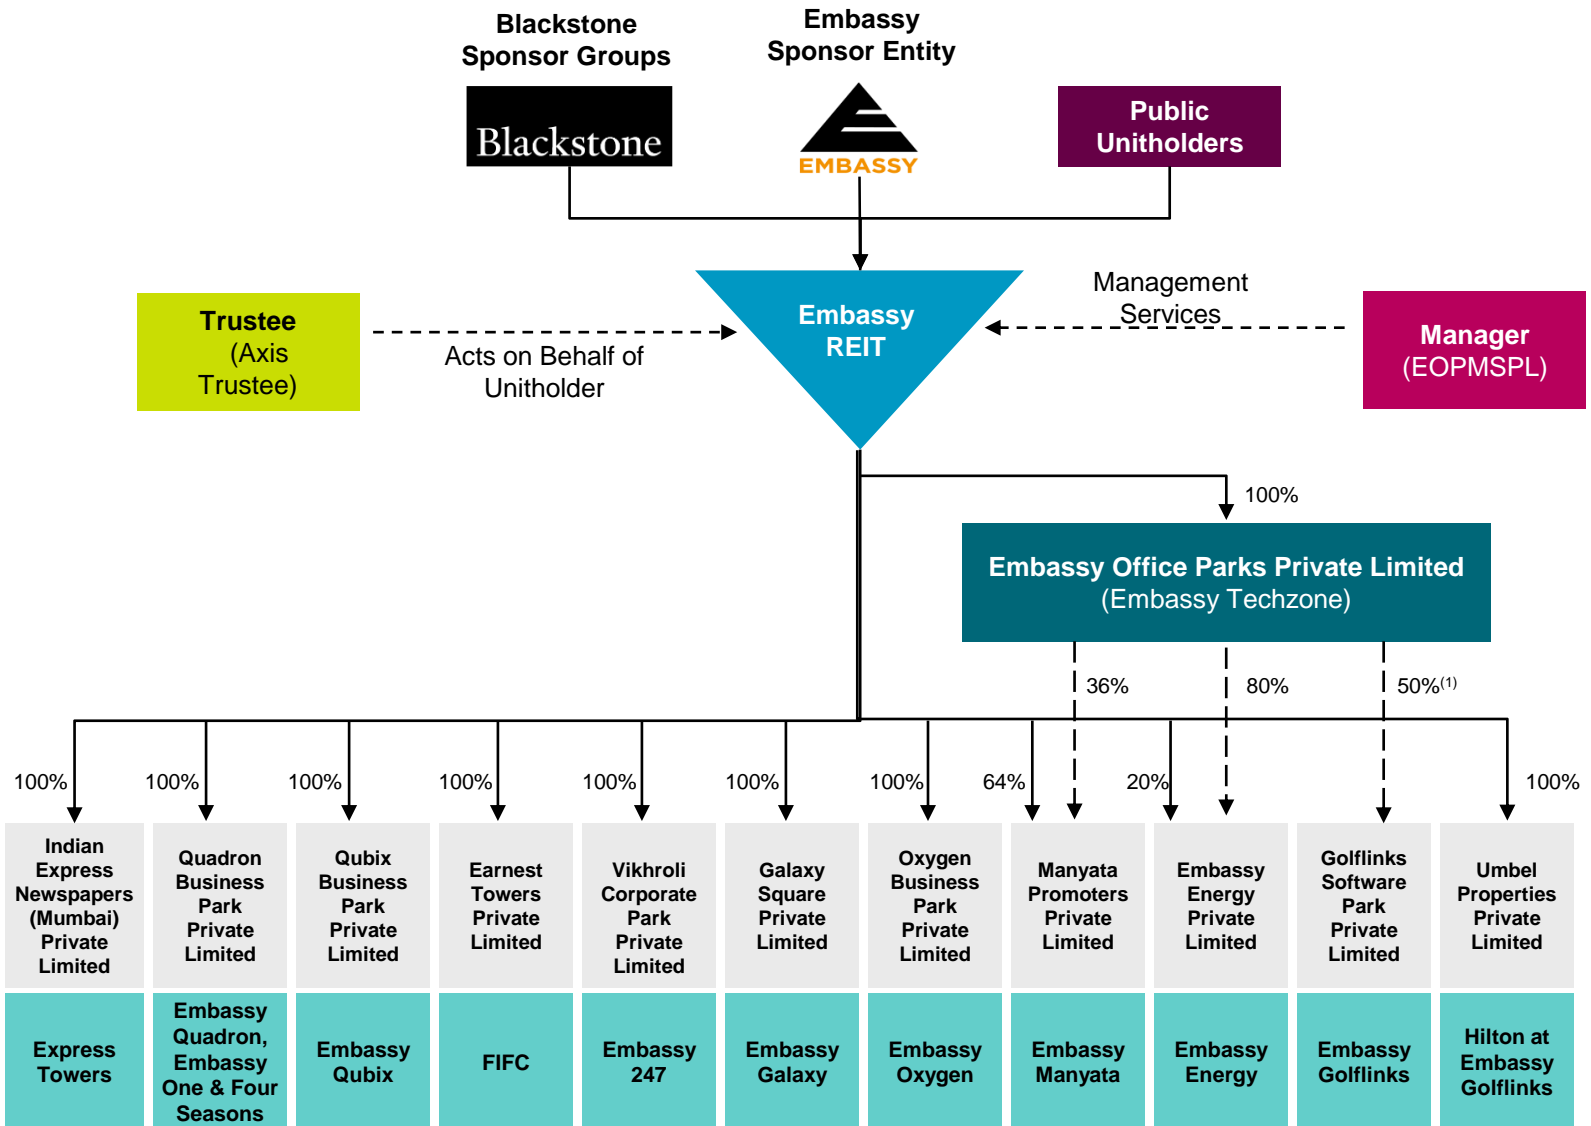 Blackstone
Sponsor Groups
Embassy
Sponsor Entity
Blackstone
EMBASSY
Public
Unitholders
Trustee
(Axis
Trustee)
Acts on Behalf of
Unitholder
Embassy
REIT
Management
Services
Manager
(EOPMSPL)
100%
Embassy Office Parks Private Limited
(Embassy Techzone)
36%
80%
50%(1)
100%
100%
100%
100%
100%
100%
100%
64%
20%
100%
Indian
Express
Newspapers
(Mumbai)
Private
Limited
Quadron
Business
Park
Private
Limited
Qubix
Business
Park
Private
Limited
Earnest
Towers
Private
Limited
Vikhroli
Corporate
Park
Private
Limited
Galaxy
Square
Private
Limited
Oxygen
Business
Park
Private
Limited
Manyata
Promoters
Private
Limited
Embassy
Energy
Private
Limited
Golflinks
Software
Park
Private
Limited
Umbel
Properties
Private
Limited
Express
Towers
Embassy
Quadron,
Embassy
One & Four
Seasons
Embassy
Qubix
FIFC
Embassy
247
Embassy
Galaxy
Embassy
Oxygen
Embassy
Manyata
Embassy
Energy
Embassy
Golflinks
Hilton at
Embassy
Golflinks